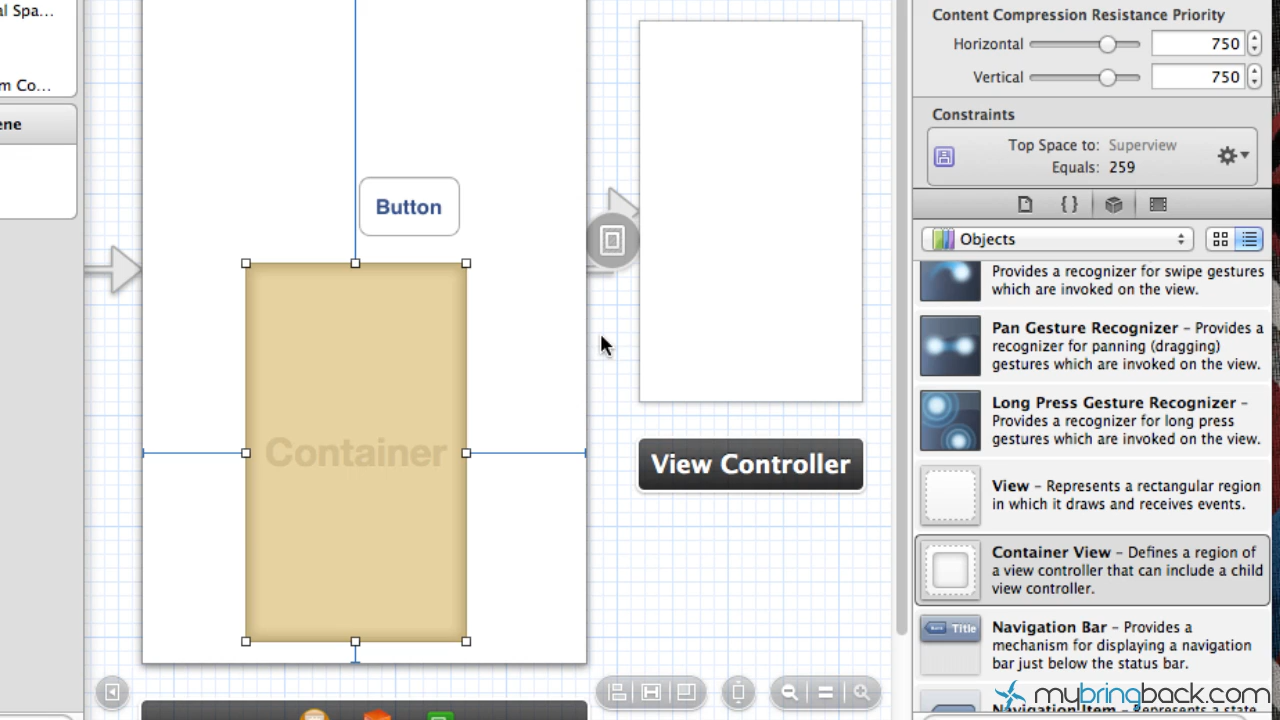 al Spa...
m Co...
ene
Button
Container
View Controller
Content Compression Resistance Priority
Horizontal 750
Vertical 750
Constraints
Top Space to: Superview
Equals: 259
{ }
Objects
Provides a recognizer for swipe gestures
which are invoked on the view.
Pan Gesture Recognizer – Provides a
recognizer for panning (dragging)
gestures which are invoked on the view.
Long Press Gesture Recognizer –
Provides a recognizer for long press
gestures which are invoked on the view.
View – Represents a rectangular region
in which it draws and receives events.
Container View – Defines a region of
a view controller that can include a child
view controller.
Title
Navigation Bar – Provides a
mechanism for displaying a navigation
bar just below the status bar.
Navigation Item – Represents a state
mybringback.com